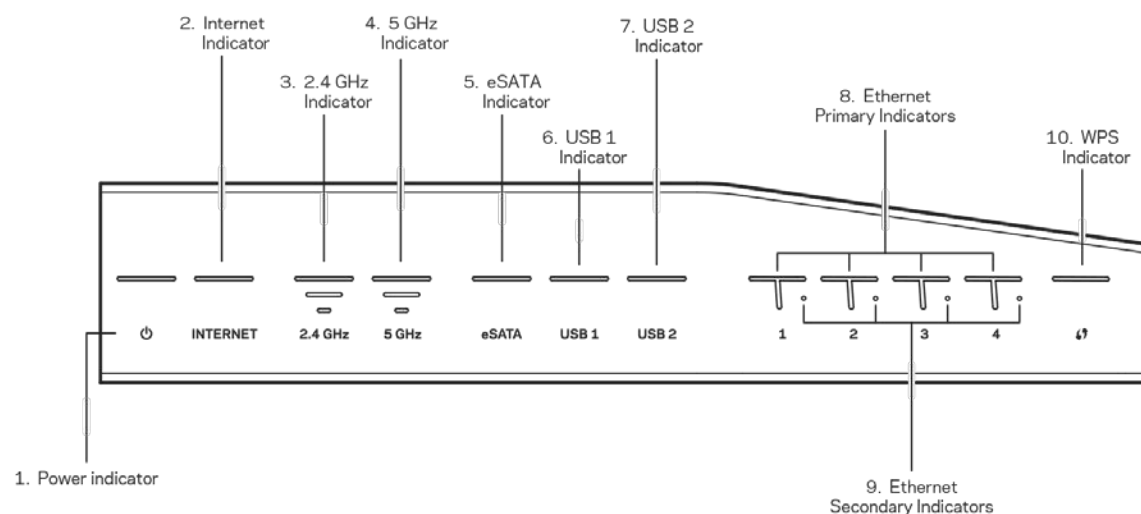 2. Internet
Indicator
4. 5 GHz
Indicator
7. USB 2
Indicator
3. 2.4 GHz
Indicator
5. eSATA
Indicator
8. Ethernet
Primary Indicators
6. USB 1
Indicator
10. WPS
Indicator
INTERNET 2.4 GHz 5 GHz eSATA USB 1 USB 2 1 2 3 4
1. Power indicator
9. Ethernet
Secondary Indicators